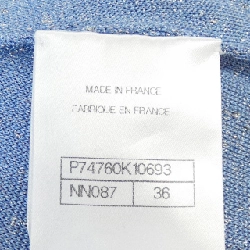 MADE IN FRANCE
FABRIQUE EN FRANCE
P74760K10693
NN087 36